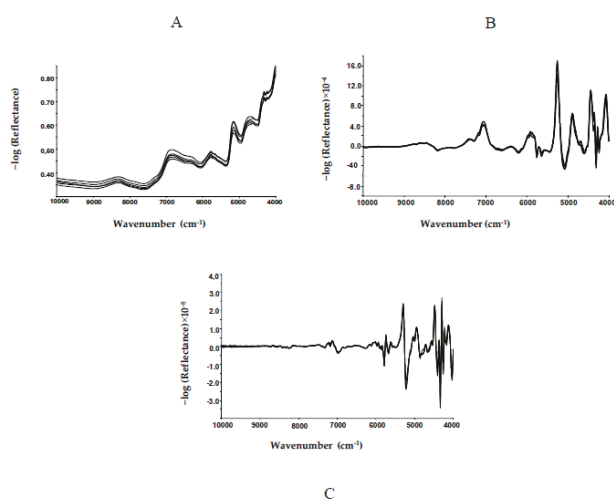 A
B
0.80
0.70
0.60
0.50
0.40
10000 9000 8000 7000 6000 5000 4000
−log (Reflectance)
Wavenumber (cm⁻¹)
16.0
12.0
8.0
4.0
0.0
-40
-8.0
10000 9000 8000 7000 6000 5000 4000
−log (Reflectance)×10⁻⁴
Wavenumber (cm⁻¹)
4,0
3.0
2.0
1.0
0.0
-1.0
-2.0
-3.0
10000 9000 8000 7000 6000 5000 4000
−log (Reflectance)×10⁻⁶
Wavenumber (cm⁻¹)
C